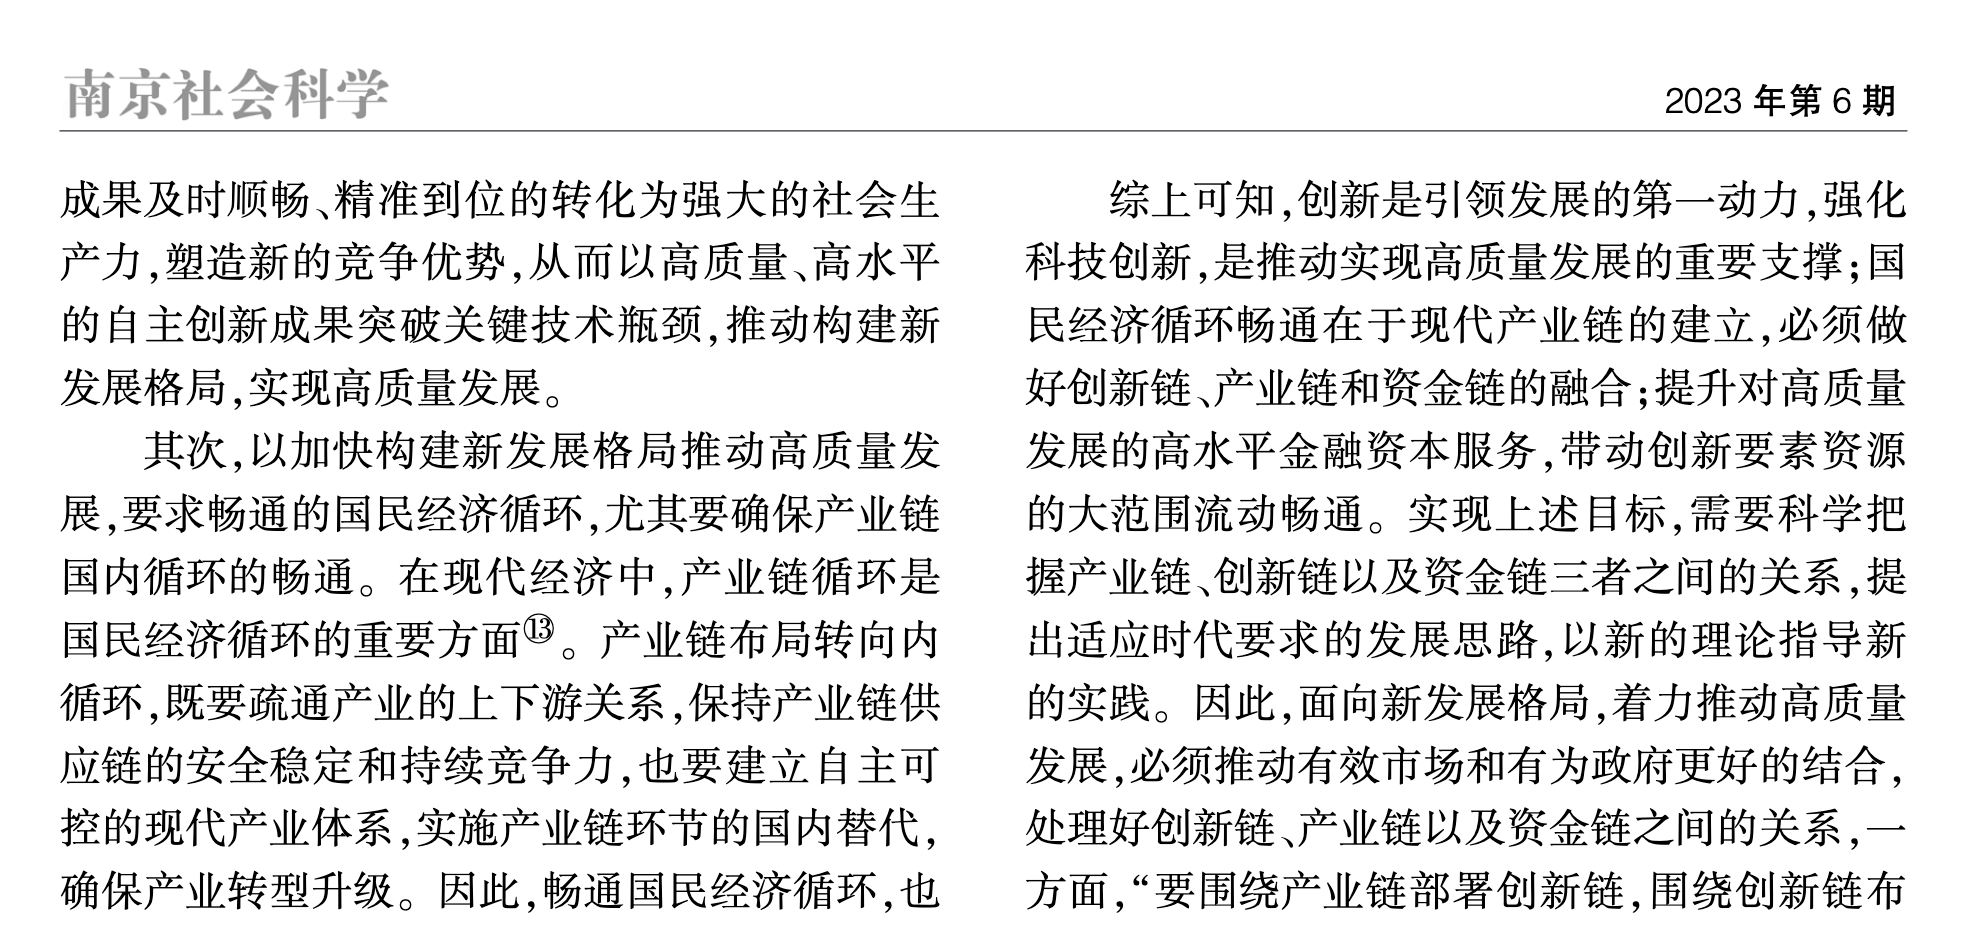 南京社会科学
2023 年第 6 期
成果及时顺畅、精准到位的转化为强大的社会生
产力,塑造新的竞争优势,从而以高质量、高水平
的自主创新成果突破关键技术瓶颈,推动构建新
发展格局,实现高质量发展。
其次,以加快构建新发展格局推动高质量发
展,要求畅通的国民经济循环,尤其要确保产业链
国内循环的畅通。在现代经济中,产业链循环是
国民经济循环的重要方面⑬。产业链布局转向内
循环,既要疏通产业的上下游关系,保持产业链供
应链的安全稳定和持续竞争力,也要建立自主可
控的现代产业体系,实施产业链环节的国内替代,
确保产业转型升级。因此,畅通国民经济循环,也
综上可知,创新是引领发展的第一动力,强化
科技创新,是推动实现高质量发展的重要支撑;国
民经济循环畅通在于现代产业链的建立,必须做
好创新链、产业链和资金链的融合;提升对高质量
发展的高水平金融资本服务,带动创新要素资源
的大范围流动畅通。实现上述目标,需要科学把
握产业链、创新链以及资金链三者之间的关系,提
出适应时代要求的发展思路,以新的理论指导新
的实践。因此,面向新发展格局,着力推动高质量
发展,必须推动有效市场和有为政府更好的结合,
处理好创新链、产业链以及资金链之间的关系,一
方面,“要围绕产业链部署创新链,围绕创新链布